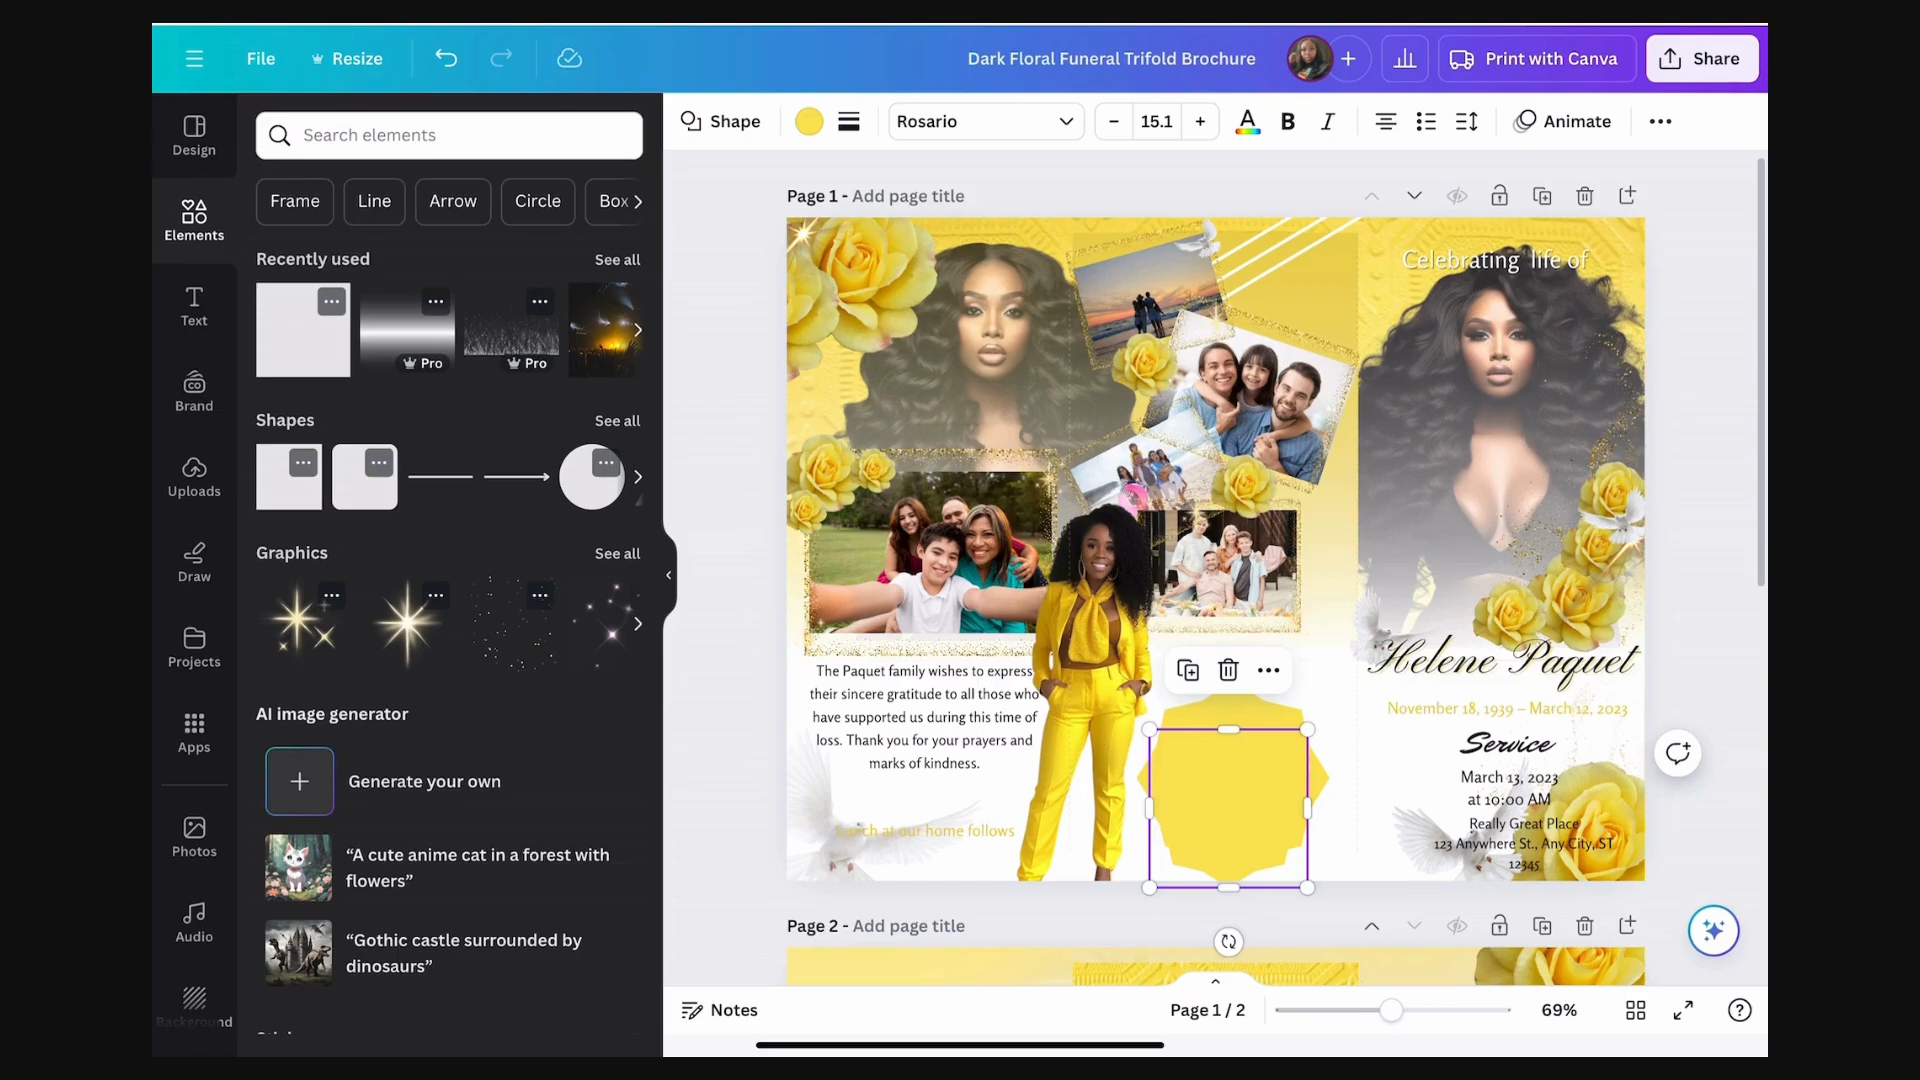 File
Resize
Dark Floral Funeral Trifold Brochure
+
Print with Canva
Share
Design
Elements
Text
Brand
Uploads
Draw
Projects
Apps
Photos
Audio
Background
Search elements
Frame
Line
Arrow
Circle
Box
Recently used
See all
Pro
Pro
Shapes
See all
Graphics
See all
AI image generator
Generate your own
“A cute anime cat in a forest with
flowers”
“Gothic castle surrounded by
dinosaurs”
Shape
Rosario
– 15.1 +
A
B
I
Animate
Page 1 - Add page title
Celebrating life of
The Paquet family wishes to express
their sincere gratitude to all those who
have supported us during this time of
loss. Thank you for your prayers and
marks of kindness.
Lunch at our home follows
Helene Paquet
November 18, 1939 – March 12, 2023
Service
March 13, 2023
at 10:00 AM
Really Great Place
123 Anywhere St., Any City, ST
12345
Page 2 - Add page title
Notes
Page 1 / 2
69%
?